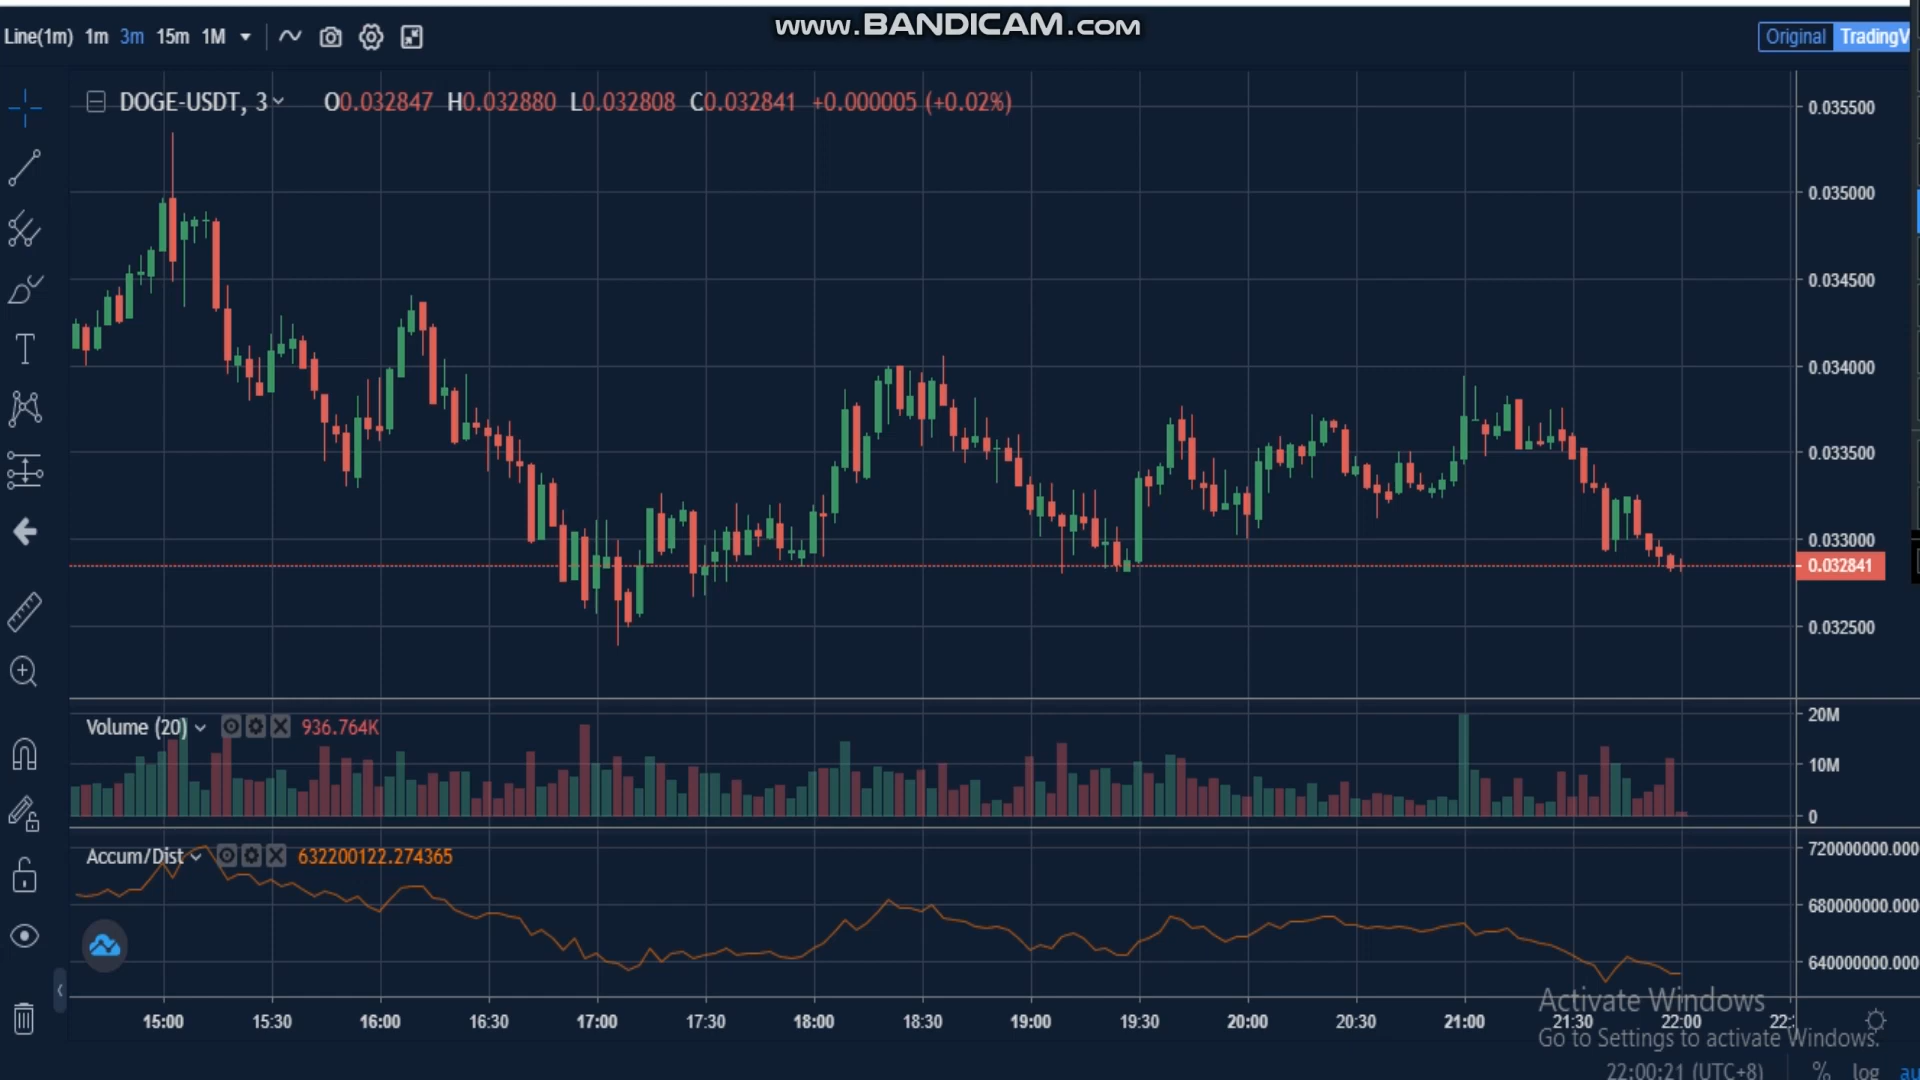 www.BANDICAM.com
Line(1m) 1m 3m 15m 1M
Original TradingV
DOGE-USDT, 3 O0.032847 H0.032880 L0.032808 C0.032841 +0.000005 (+0.02%)
0.035500
0.035000
0.034500
0.034000
0.033500
0.033000
0.032841
0.032500
Volume (20) 936.764K
20M
10M
0
Accum/Dist 632200122.274365
720000000.000
680000000.000
640000000.000
15:00 15:30 16:00 16:30 17:00 17:30 18:00 18:30 19:00 19:30 20:00 20:30 21:00 21:30 22:00 22:
Activate Windows
Go to Settings to activate Windows.
22:00:21 (UTC+8) % log au